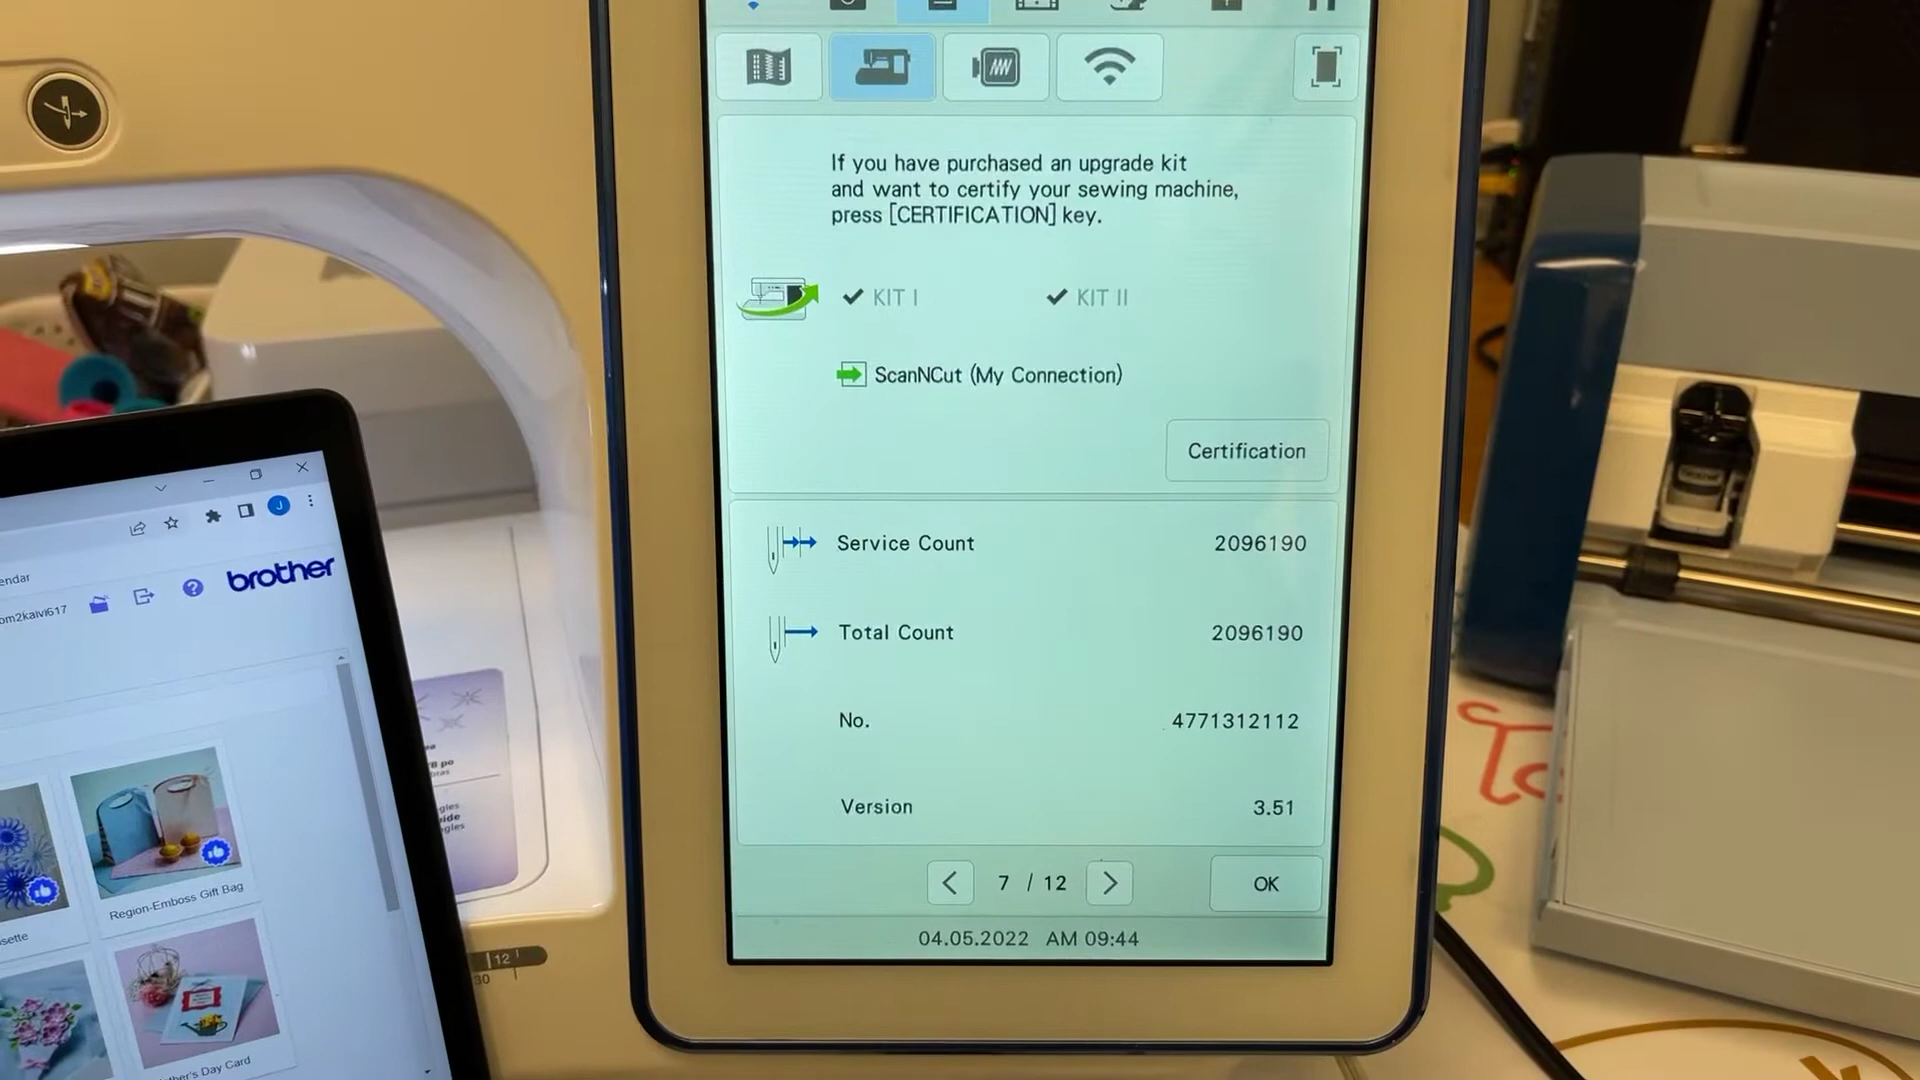 If you have purchased an upgrade kit
and want to certify your sewing machine,
press [CERTIFICATION] key.
KIT I
KIT II
ScanNCut (My Connection)
Certification
Service Count 2096190
Total Count 2096190
No. 4771312112
Version 3.51
7 / 12
OK
04.05.2022 AM 09:44
J
brother
Region-Emboss Gift Bag
12
30